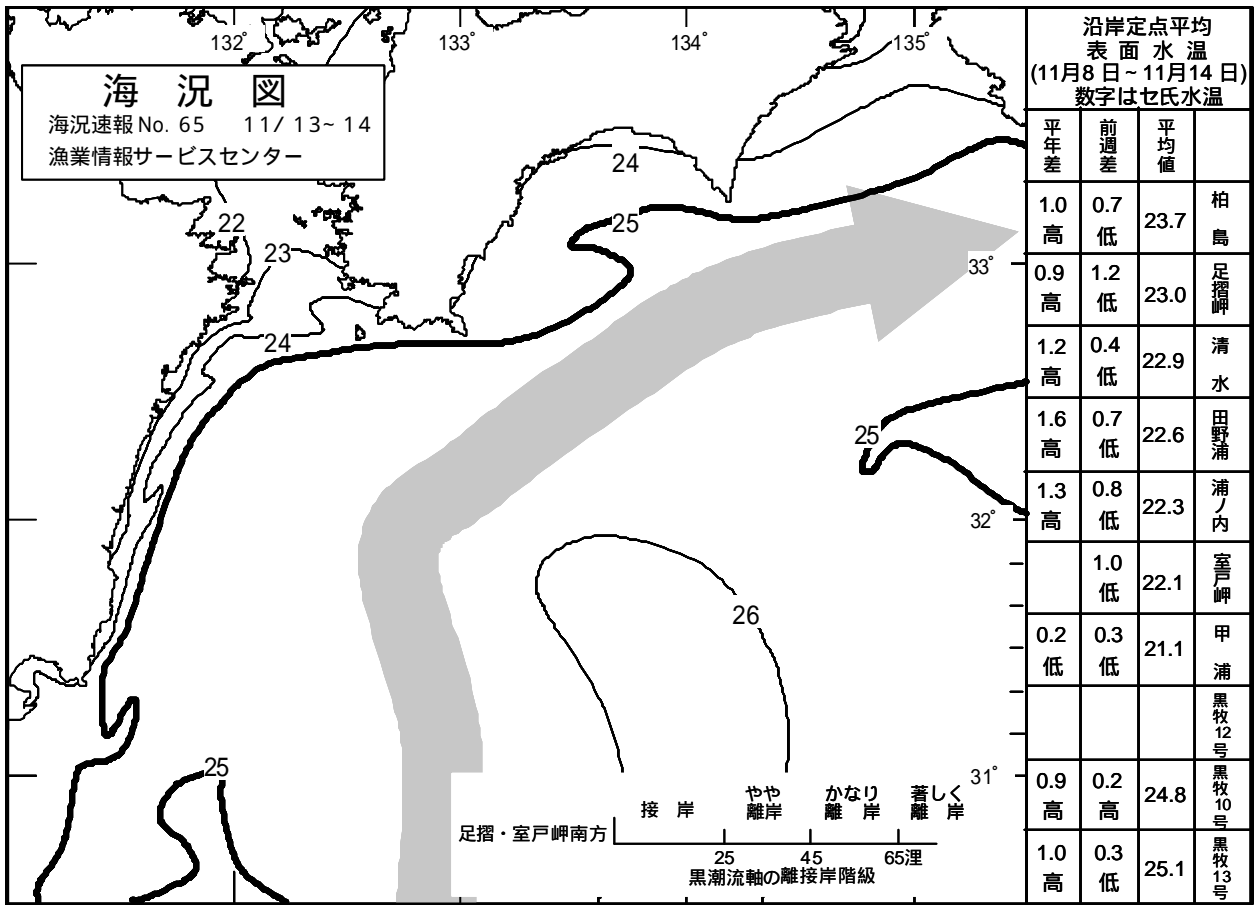 132°
133°
134°
135°
海 況 図
海況速報No. 65 11/ 13~ 14
漁業情報サービスセンター
24
22
25
23
33°
24
25
32°
26
25
31°
接 岸
やや
離岸
かなり
離 岸
著しく
離 岸
足摺・室戸岬南方
25 45 65浬
黒潮流軸の離接岸階級
沿岸定点平均
表 面 水 温
(11月8 日~11月14 日)
数字はセ氏水温
平年差 前週差 平均値
1.0高 0.7低 23.7 柏島
0.9高 1.2低 23.0 足摺岬
1.2高 0.4低 22.9 清水
1.6高 0.7低 22.6 田野浦
1.3高 0.8低 22.3 浦ノ内
1.0低 22.1 室戸岬
0.2低 0.3低 21.1 甲浦
黒牧12号
0.9高 0.2高 24.8 黒牧10号
1.0高 0.3低 25.1 黒牧13号